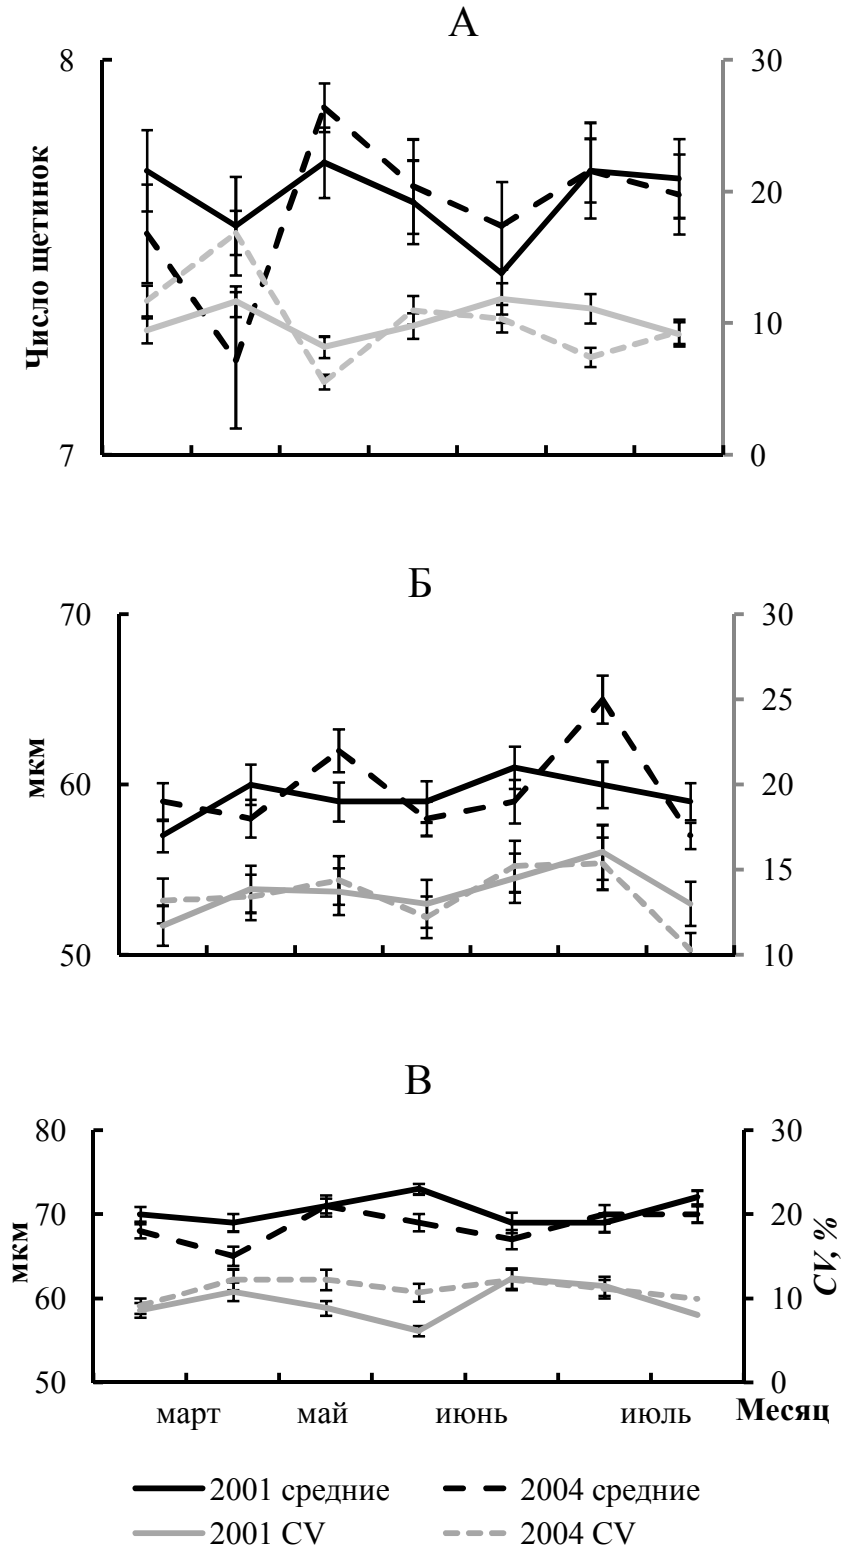 А
8
30
20
10
7
0
Число щетинок
Б
70
30
25
60
20
15
50
10
мкм
В
80
30
70
20
60
10
50
0
мкм
CV, %
март май июнь июль Месяц
2001 средние 2004 средние
2001 CV 2004 CV